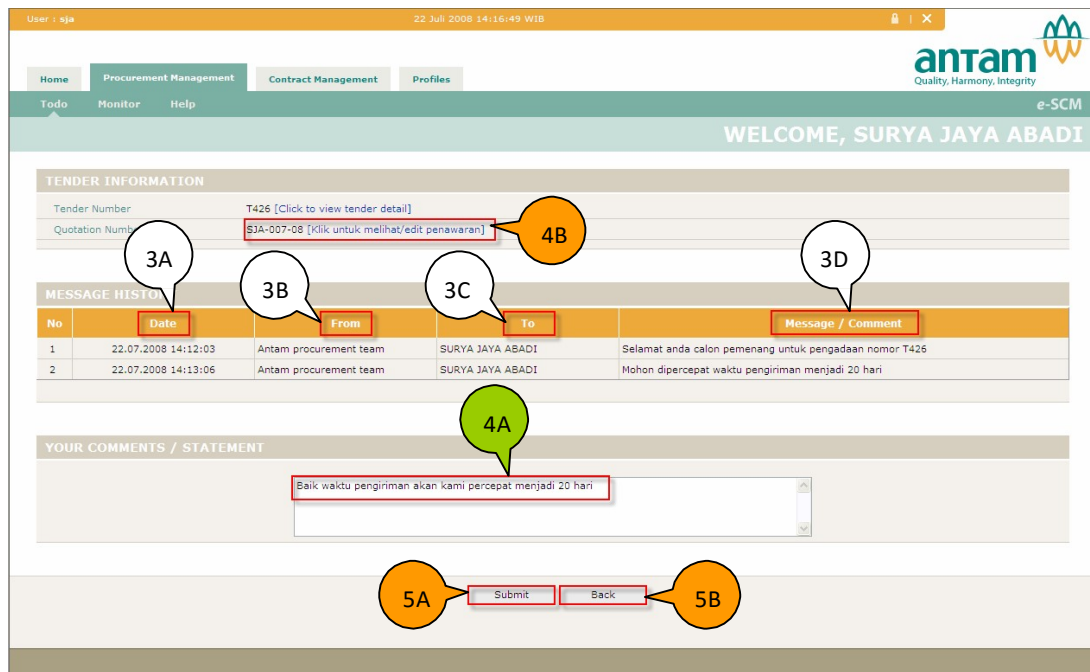 User : sja 22 Juli 2008 14:16:49 WIB
antam
Quality, Harmony, Integrity
Home Procurement Management Contract Management Profiles
Todo Monitor Help e-SCM
WELCOME, SURYA JAYA ABADI
TENDER INFORMATION
Tender Number T426 [Click to view tender detail]
Quotation Numb SJA-007-08 [Klik untuk melihat/edit penawaran]
4B
3A
3B
3C
3D
MESSAGE HISTO
No Date From To Message / Comment
1 22.07.2008 14:12:03 Antam procurement team SURYA JAYA ABADI Selamat anda calon pemenang untuk pengadaan nomor T426
2 22.07.2008 14:13:06 Antam procurement team SURYA JAYA ABADI Mohon dipercepat waktu pengiriman menjadi 20 hari
4A
YOUR COMMENTS / STATEMENT
Baik waktu pengiriman akan kami percepat menjadi 20 hari
5A Submit Back 5B